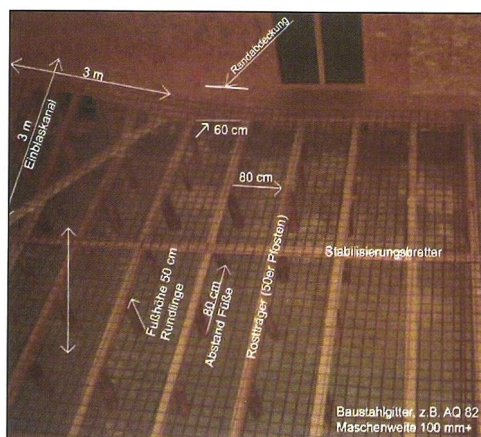 Randabdeckung
3 m
3 m
Einblaskanal
60 cm
80 cm
Stabilisierungsbretter
Fußhöhe 50 cm
Rundlinge
80 cm
Abstand Füße
Rostträger (50er Pfosten)
Baustahlgitter, z.B. AQ 82
Maschenweite 100 mm+